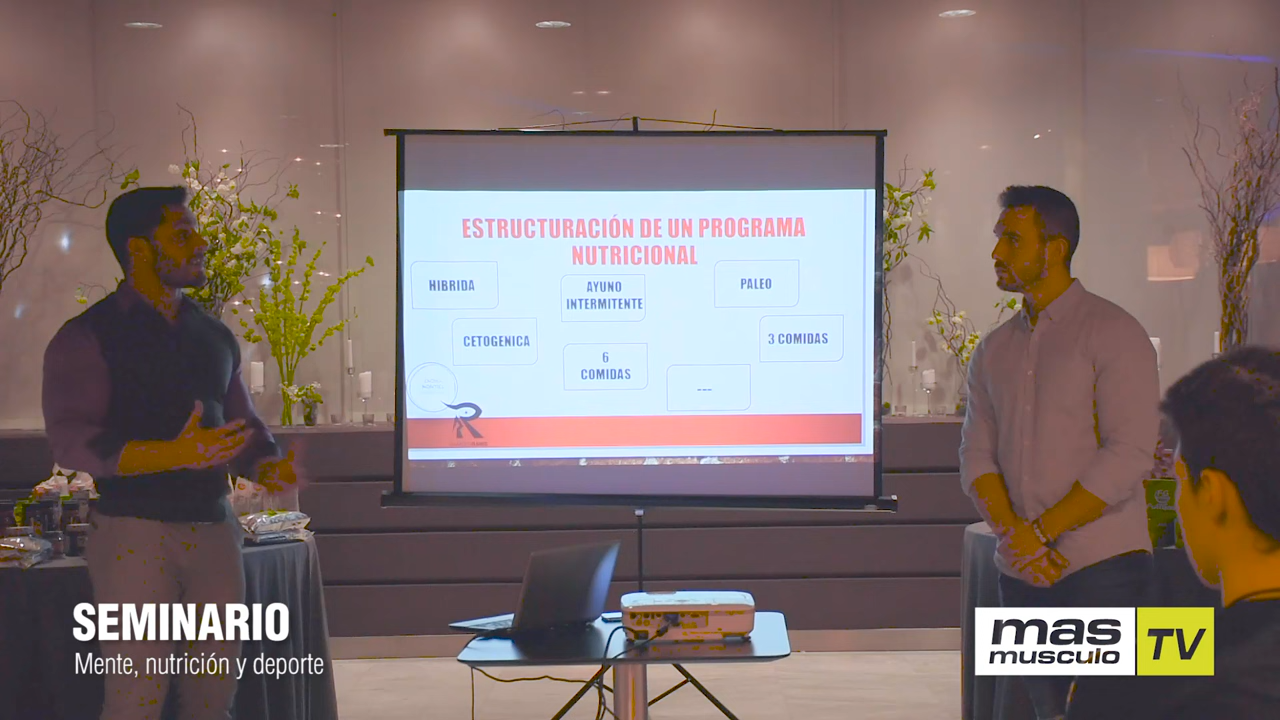 ESTRUCTURACIÓN DE UN PROGRAMA
NUTRICIONAL
HIBRIDA
AYUNO
INTERMITENTE
PALEO
CETOGENICA
6
COMIDAS
3 COMIDAS
---
R
SEMINARIO
Mente, nutrición y deporte
mas
musculo
TV